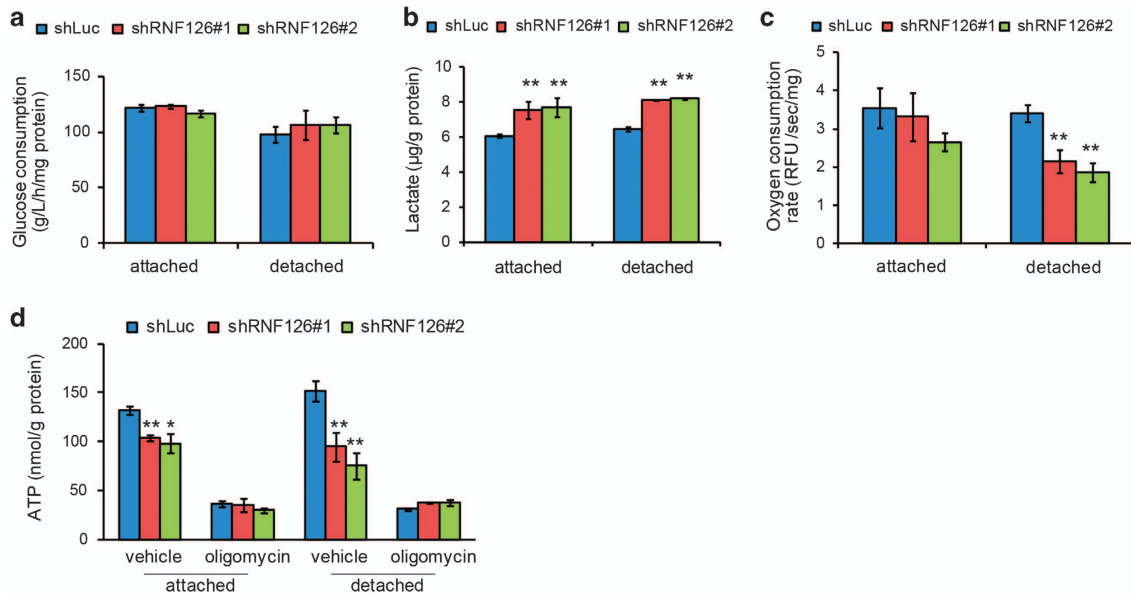 a
shLuc shRNF126#1 shRNF126#2
Glucose consumption
(g/L/h/mg protein)
150
100
50
0
attached detached
b
shLuc shRNF126#1 shRNF126#2
Lactate (µg/g protein)
10
8
6
4
2
0
** ** ** **
attached detached
c
shLuc shRNF126#1 shRNF126#2
Oxygen consumption
rate (RFU /sec/mg)
5
4
3
2
1
0
** **
attached detached
d
shLuc shRNF126#1 shRNF126#2
ATP (nmol/g protein)
200
150
100
50
0
** * ** **
vehicle oligomycin vehicle oligomycin
attached detached